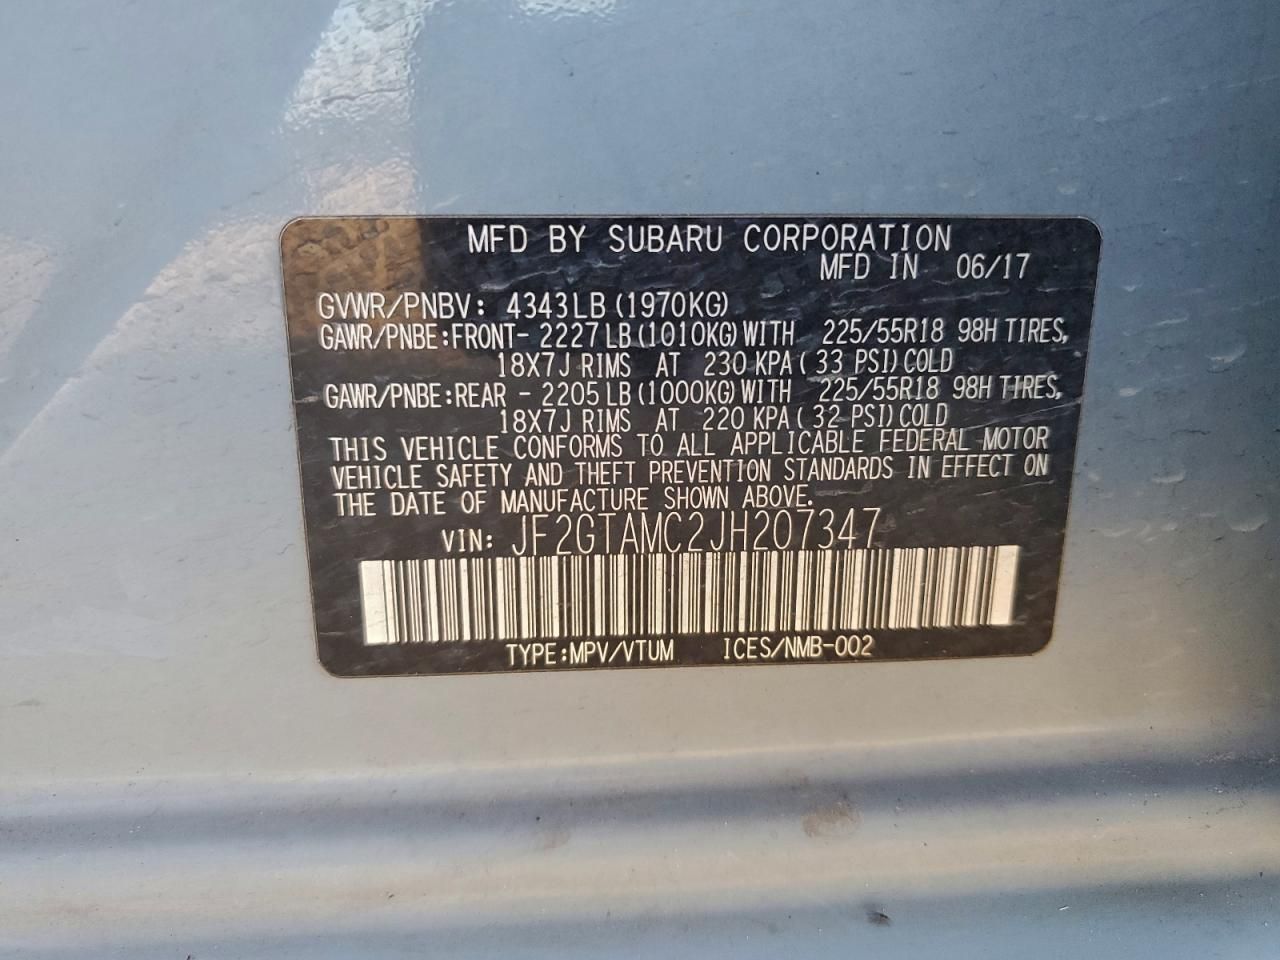 MFD BY SUBARU CORPORATION
MFD IN 06/17
GVWR/PNBV: 4343LB (1970KG)
GAWR/PNBE:FRONT- 2227LB (1010KG) WITH 225/55R18 98H TIRES,
18X7J RIMS AT 230 KPA ( 33 PSI) COLD
GAWR/PNBE:REAR - 2205LB (1000KG) WITH 225/55R18 98H TIRES,
18X7J RIMS AT 220 KPA ( 32 PSI) COLD
THIS VEHICLE CONFORMS TO ALL APPLICABLE FEDERAL MOTOR
VEHICLE SAFETY AND THEFT PREVENTION STANDARDS IN EFFECT ON
THE DATE OF MANUFACTURE SHOWN ABOVE.
VIN: JF2GTAMC2JH207347
TYPE:MPV/VTUM ICES/NMB-002